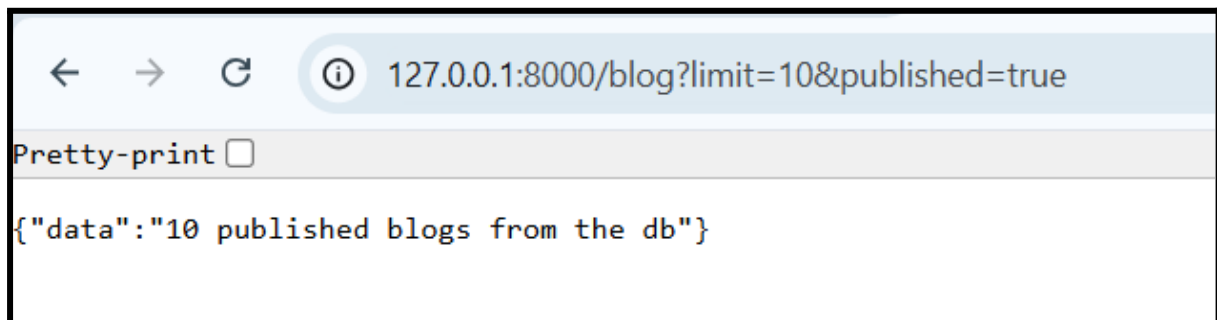 127.0.0.1:8000/blog?limit=10&published=true
Pretty-print
{"data":"10 published blogs from the db"}